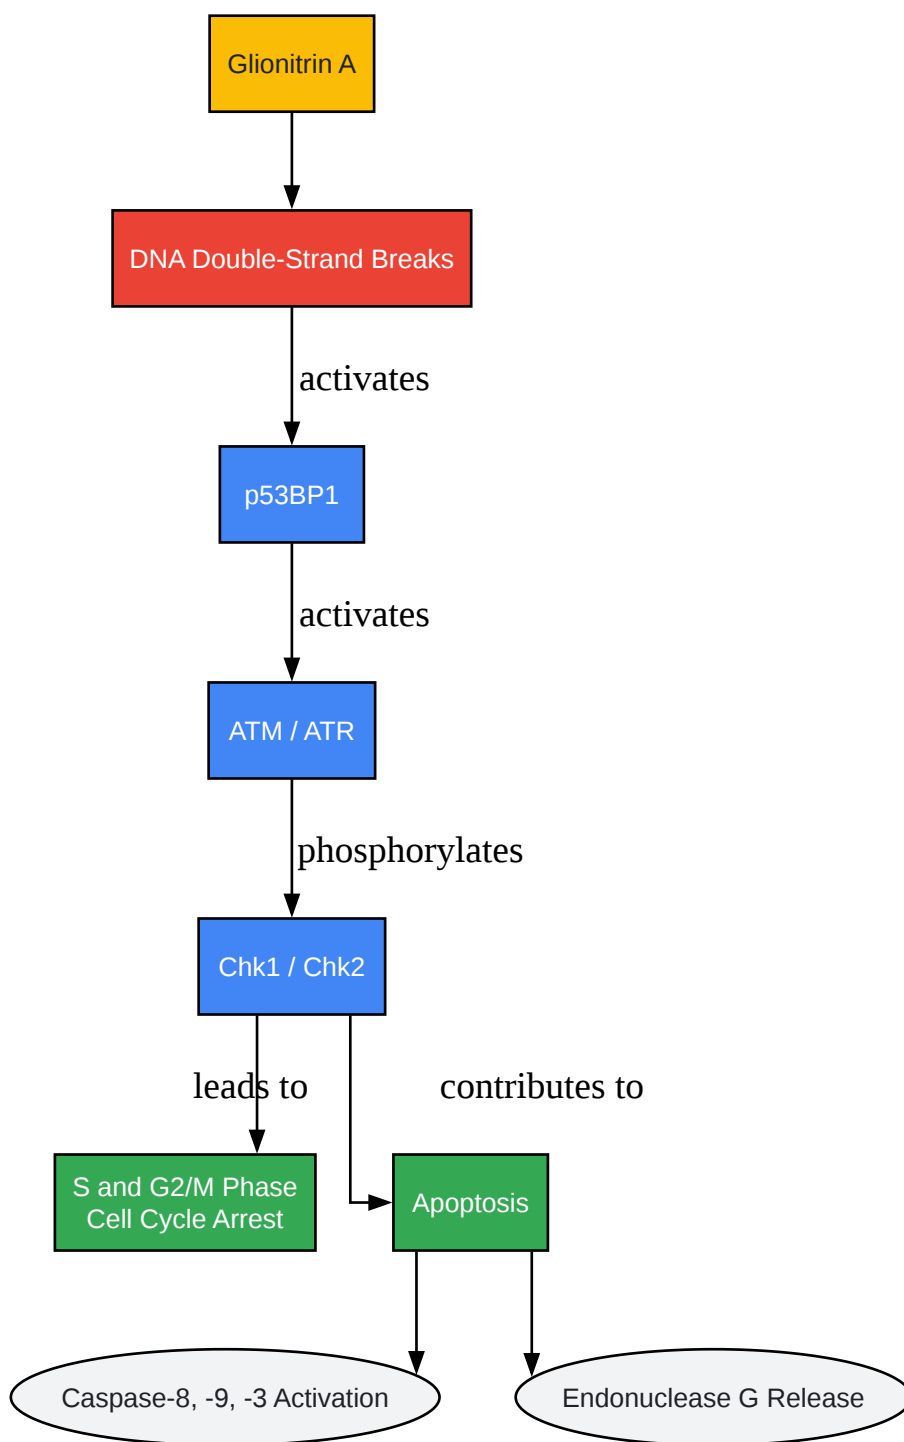 Glionitrin A
DNA Double-Strand Breaks
activates
p53BP1
activates
ATM / ATR
phosphorylates
Chk1 / Chk2
leads to
contributes to
S and G2/M Phase
Cell Cycle Arrest
Apoptosis
Caspase-8, -9, -3 Activation
Endonuclease G Release